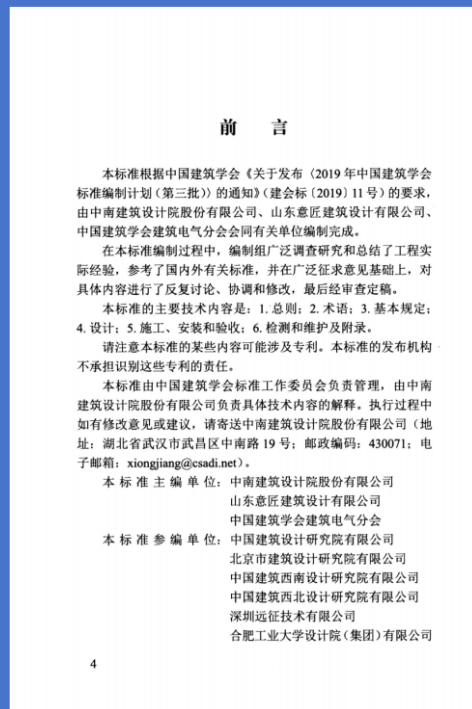 前 言
本标准根据中国建筑学会《关于发布〈2019年中国建筑学会
标准编制计划（第三批）〉的通知》（建会标〔2019〕11号）的要求，
由中南建筑设计院股份有限公司、山东意匠建筑设计有限公司、
中国建筑学会建筑电气分会会同有关单位编制完成。
在本标准编制过程中，编制组广泛调查研究和总结了工程实
际经验，参考了国内外有关标准，并在广泛征求意见基础上，对
具体内容进行了反复讨论、协调和修改，最后经审查定稿。
本标准的主要技术内容是：1. 总则；2. 术语；3. 基本规定；
4. 设计；5. 施工、安装和验收；6. 检测和维护及附录。
请注意本标准的某些内容可能涉及专利。本标准的发布机构
不承担识别这些专利的责任。
本标准由中国建筑学会标准工作委员会负责管理，由中南
建筑设计院股份有限公司负责具体技术内容的解释。执行过程中
如有修改意见或建议，请寄送中南建筑设计院股份有限公司（地
址：湖北省武汉市武昌区中南路19号；邮政编码：430071；电
子邮箱：xiongjiang@csadi.net）。
本标准主编单位：中南建筑设计院股份有限公司
山东意匠建筑设计有限公司
中国建筑学会建筑电气分会
本标准参编单位：中国建筑设计研究院有限公司
北京市建筑设计研究院有限公司
中国建筑西南设计研究院有限公司
中国建筑西北设计研究院有限公司
深圳远征技术有限公司
合肥工业大学设计院（集团）有限公司
4